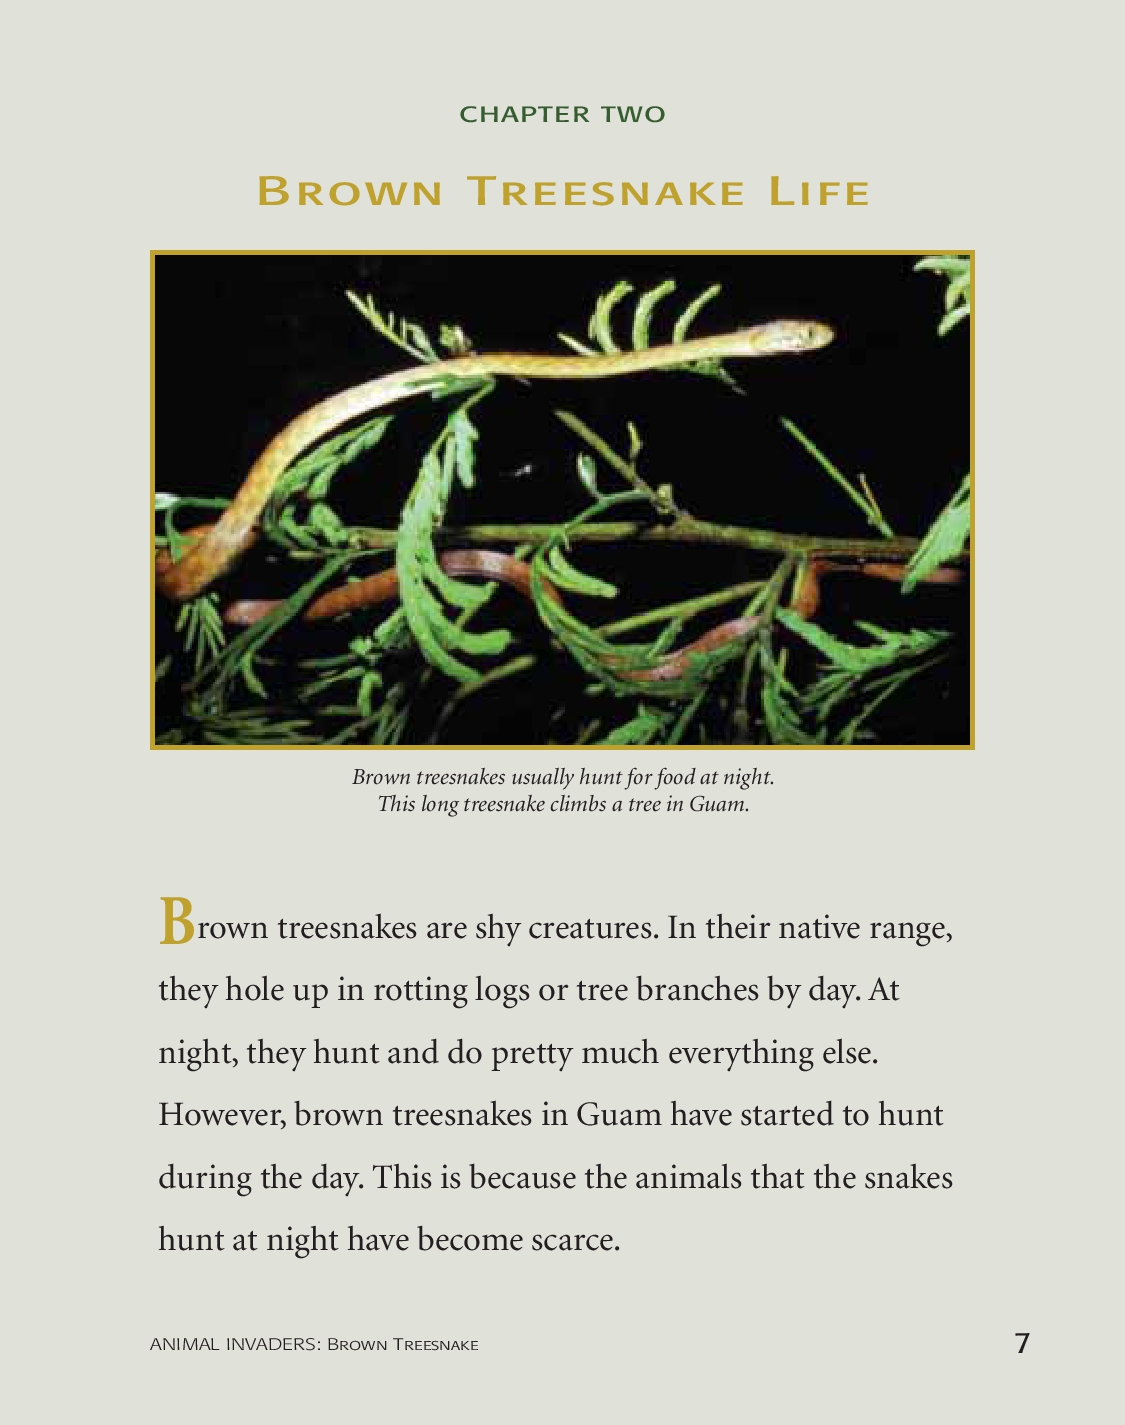 CHAPTER TWO
BROWN TREESNAKE LIFE
Brown treesnakes usually hunt for food at night.
This long treesnake climbs a tree in Guam.
Brown treesnakes are shy creatures. In their native range,
they hole up in rotting logs or tree branches by day. At
night, they hunt and do pretty much everything else.
However, brown treesnakes in Guam have started to hunt
during the day. This is because the animals that the snakes
hunt at night have become scarce.
ANIMAL INVADERS: BROWN TREESNAKE
7